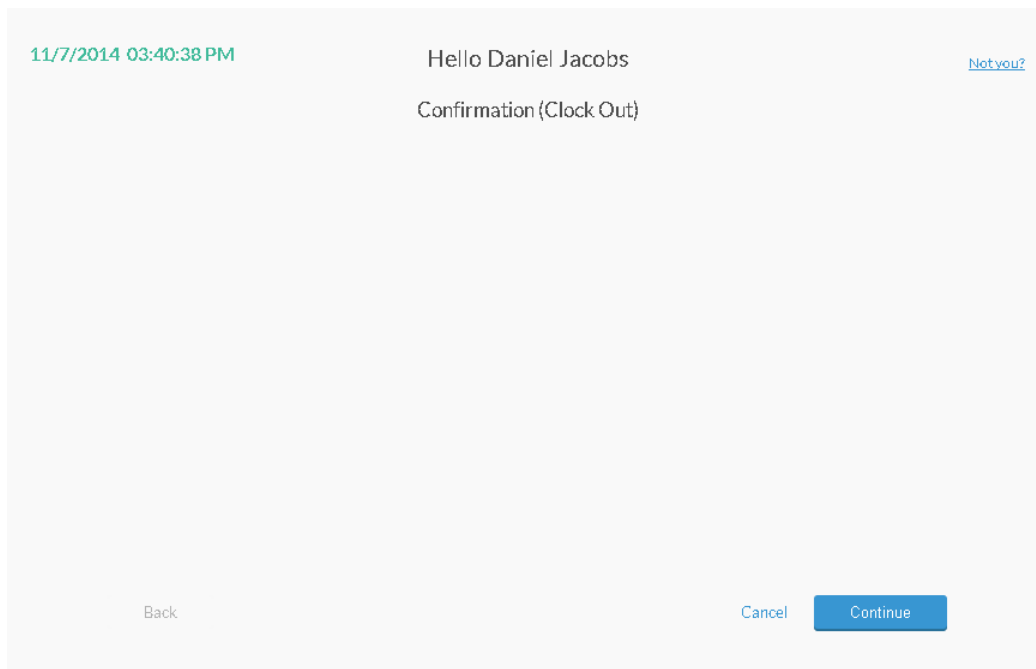 11/7/2014 03:40:38 PM
Hello Daniel Jacobs
Not you?
Confirmation (Clock Out)
Back
Cancel
Continue